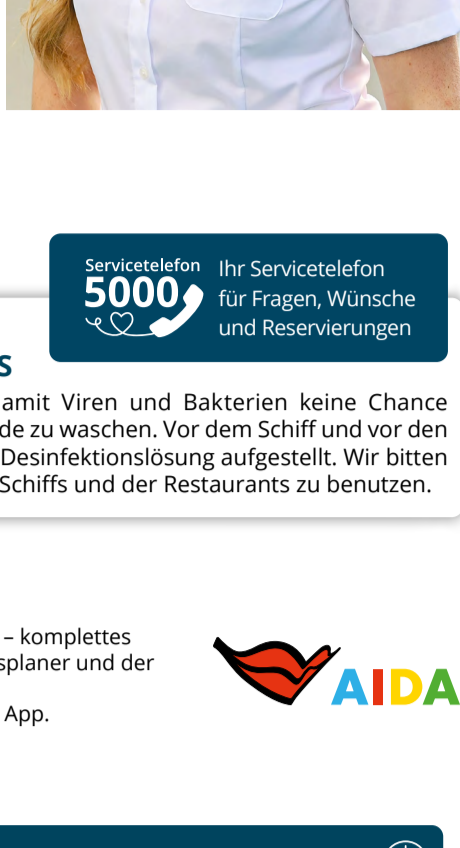 Servicetelefon
5000
Ihr Servicetelefon
für Fragen, Wünsche
und Reservierungen
s
amit Viren und Bakterien keine Chance
de zu waschen. Vor dem Schiff und vor den
Desinfektionslösung aufgestellt. Wir bitten
Schiffs und der Restaurants zu benutzen.
– komplettes
splaner und der
App.
AIDA